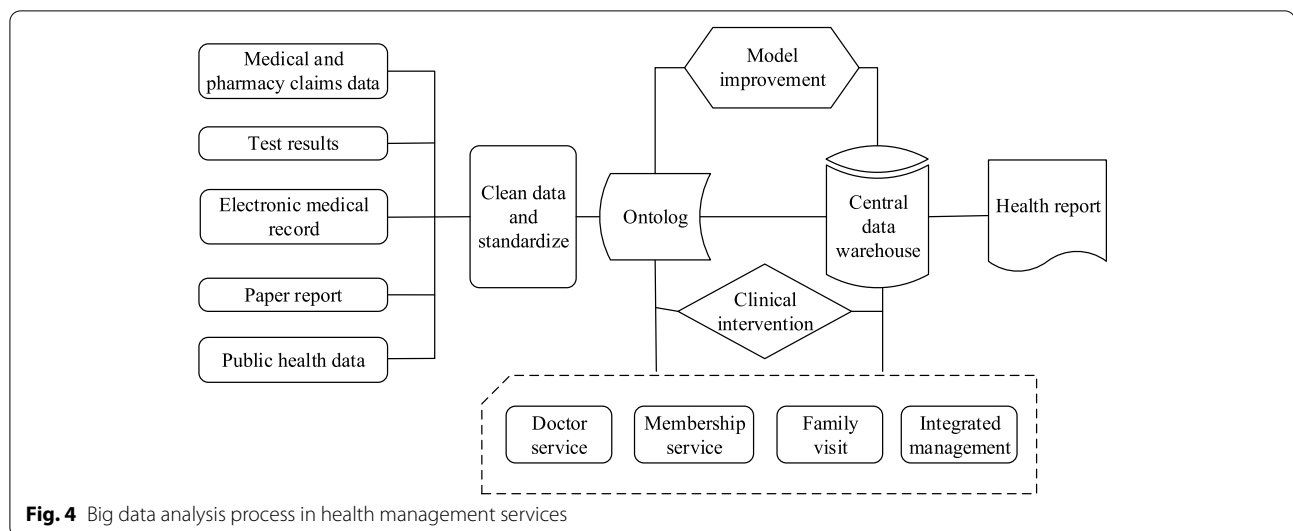 Medical and
pharmacy claims data
Test results
Electronic medical
record
Paper report
Public health data
Clean data
and
standardize
Ontolog
Model
improvement
Central
data
warehouse
Health report
Clinical
intervention
Doctor
service
Membership
service
Family
visit
Integrated
management
Fig. 4 Big data analysis process in health management services